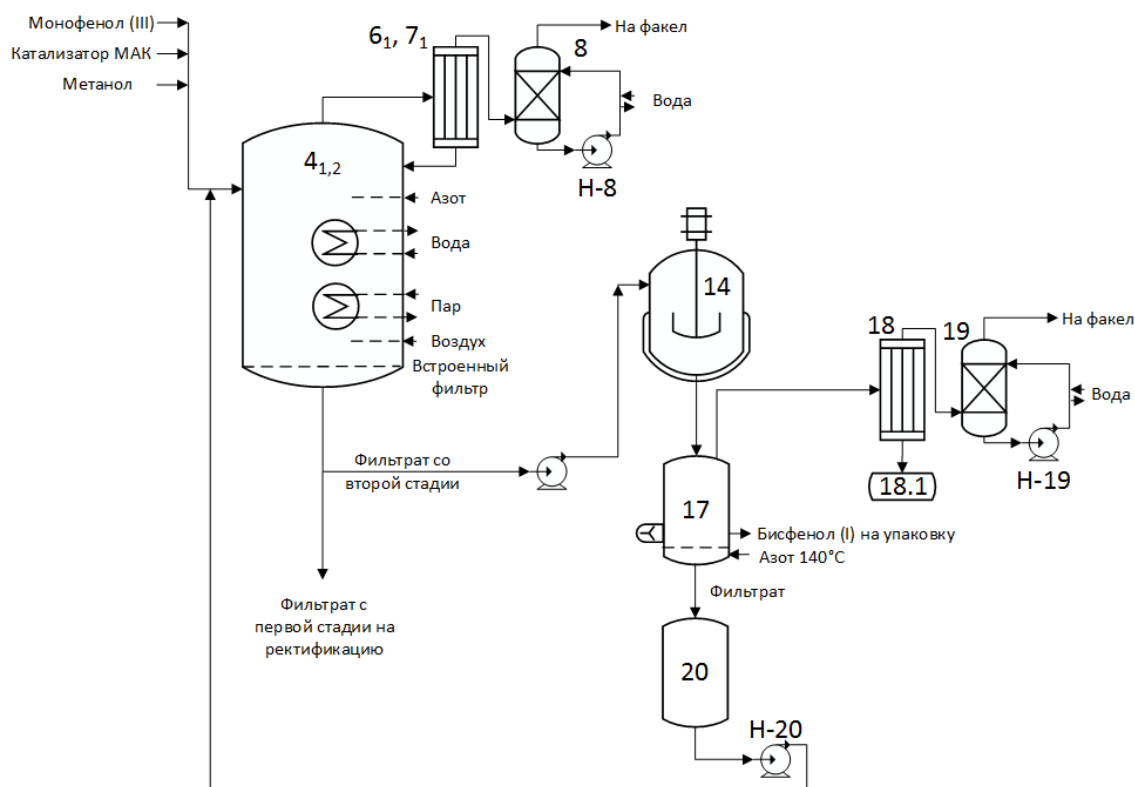 Монофенол (III)
Катализатор МАК
Метанол
6₁, 7₁
8
На факел
Вода
Н-8
4₁,₂
Азот
Вода
Пар
Воздух
Встроенный
фильтр
14
18
19
На факел
Вода
Н-19
18.1
Фильтрат со
второй стадии
17
Бисфенол (I) на упаковку
Азот 140°С
Фильтрат
Фильтрат с
первой стадии на
ректификацию
20
Н-20